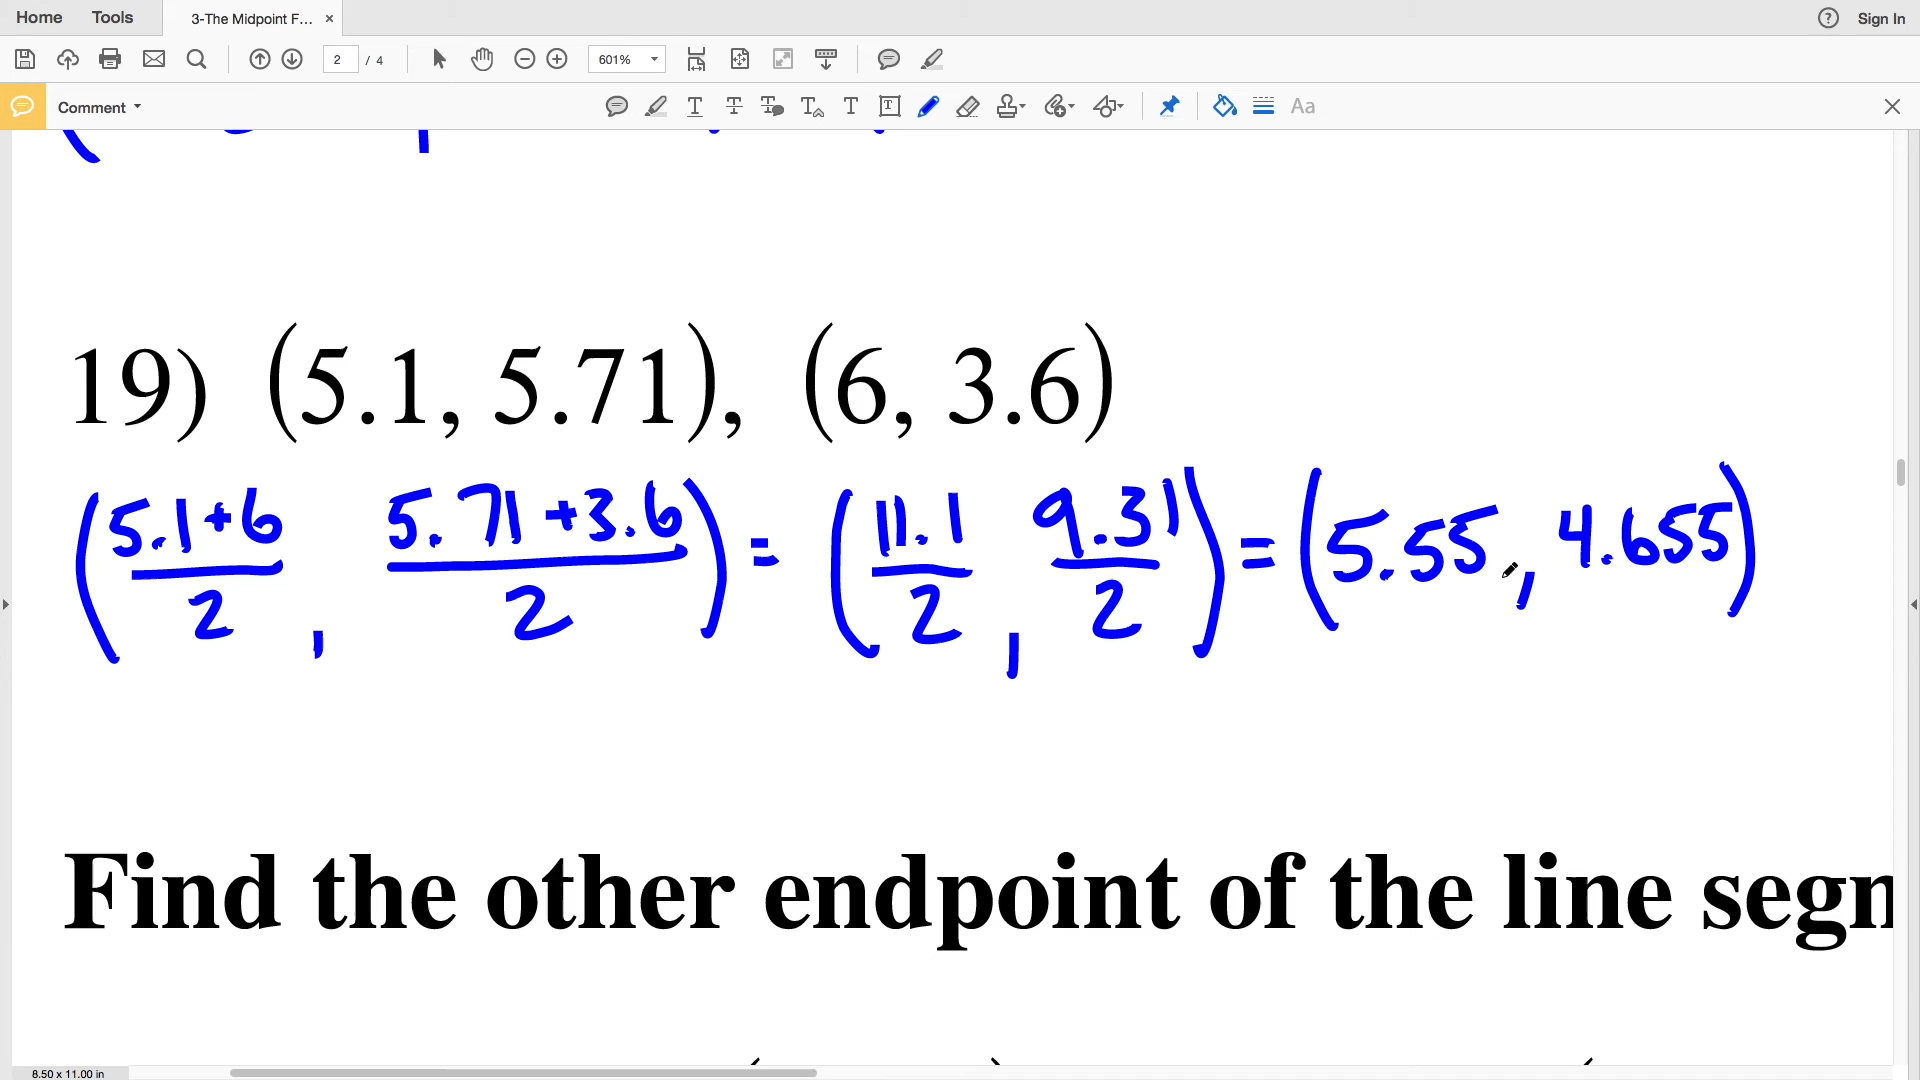 Home Tools 3-The Midpoint F... × ? Sign In
2 / 4 601%
Comment T T T T T T Aa
19) (5.1, 5.71), (6, 3.6)
(5.1+6/2, 5.71+3.6/2) = (11.1/2, 9.31/2) = (5.55, 4.655)
Find the other endpoint of the line segn
8.50 x 11.00 in